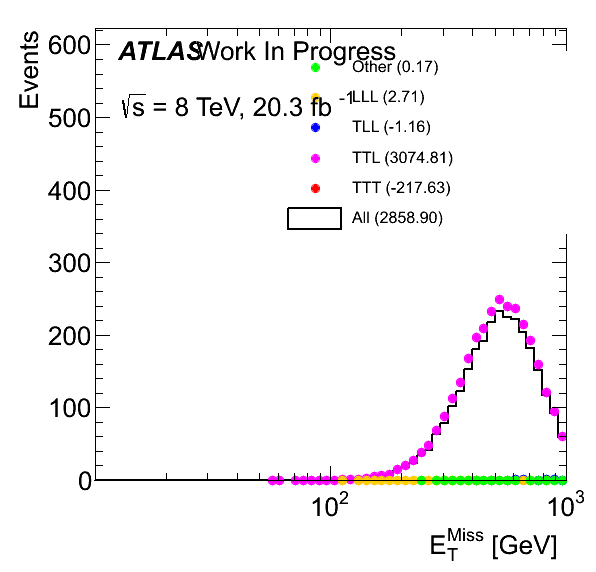 ATLAS Work In Progress
√s = 8 TeV, 20.3 fb⁻¹
Other (0.17)
LLL (2.71)
TLL (-1.16)
TTL (3074.81)
TTT (-217.63)
All (2858.90)
Events
600
500
400
300
200
100
0
10²
10³
E_T^Miss [GeV]